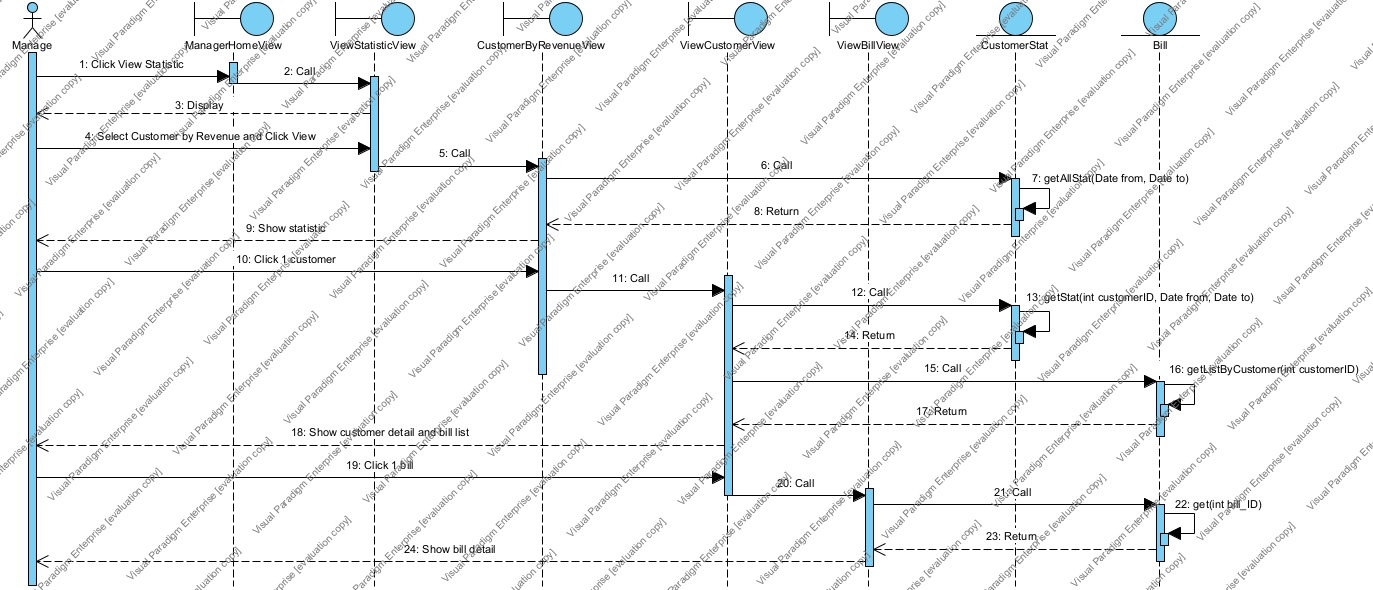 Manage
ManagerHomeView
ViewStatisticView
CustomerByRevenueView
ViewCustomerView
ViewBillView
CustomerStat
Bill
1: Click View Statistic
2: Call
3: Display
4: Select Customer by Revenue and Click View
5: Call
6: Call
7: getAllStat(Date from, Date to)
8: Return
9: Show statistic
10: Click 1 customer
11: Call
12: Call
13: getStat(int customerID, Date from, Date to)
14: Return
15: Call
16: getListByCustomer(int customerID)
17: Return
18: Show customer detail and bill list
19: Click 1 bill
20: Call
21: Call
22: get(int bill_ID)
23: Return
24: Show bill detail
Visual Paradigm Enterprise [evaluation copy]